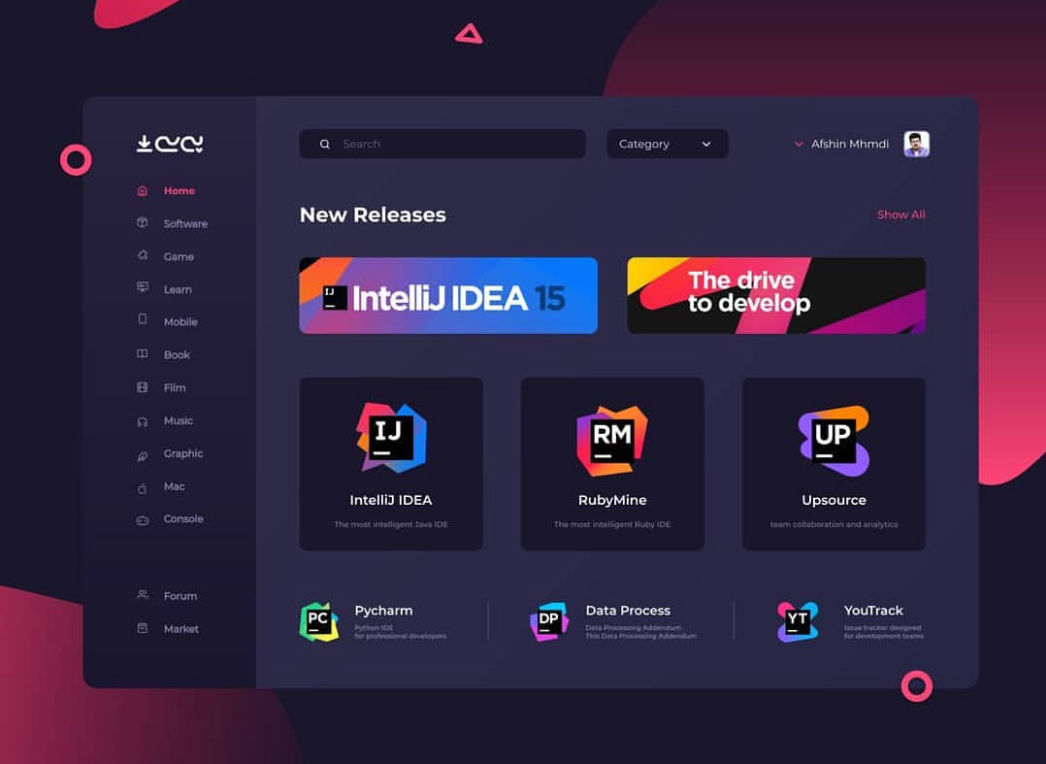 Search
Category
Afshin Mhmdi
Home
Software
Game
Learn
Mobile
Book
Film
Music
Graphic
Mac
Console
Forum
Market
New Releases
Show All
IJ IntelliJ IDEA 15
The drive
to develop
IJ
IntelliJ IDEA
The most intelligent Java IDE
RM
RubyMine
The most intelligent Ruby IDE
UP
Upsource
team collaboration and analytics
PC
Pycharm
Python IDE
for professional developers
DP
Data Process
Data Processing Addendum
This Data Processing Addendum
YT
YouTrack
Issue tracker designed
for development teams